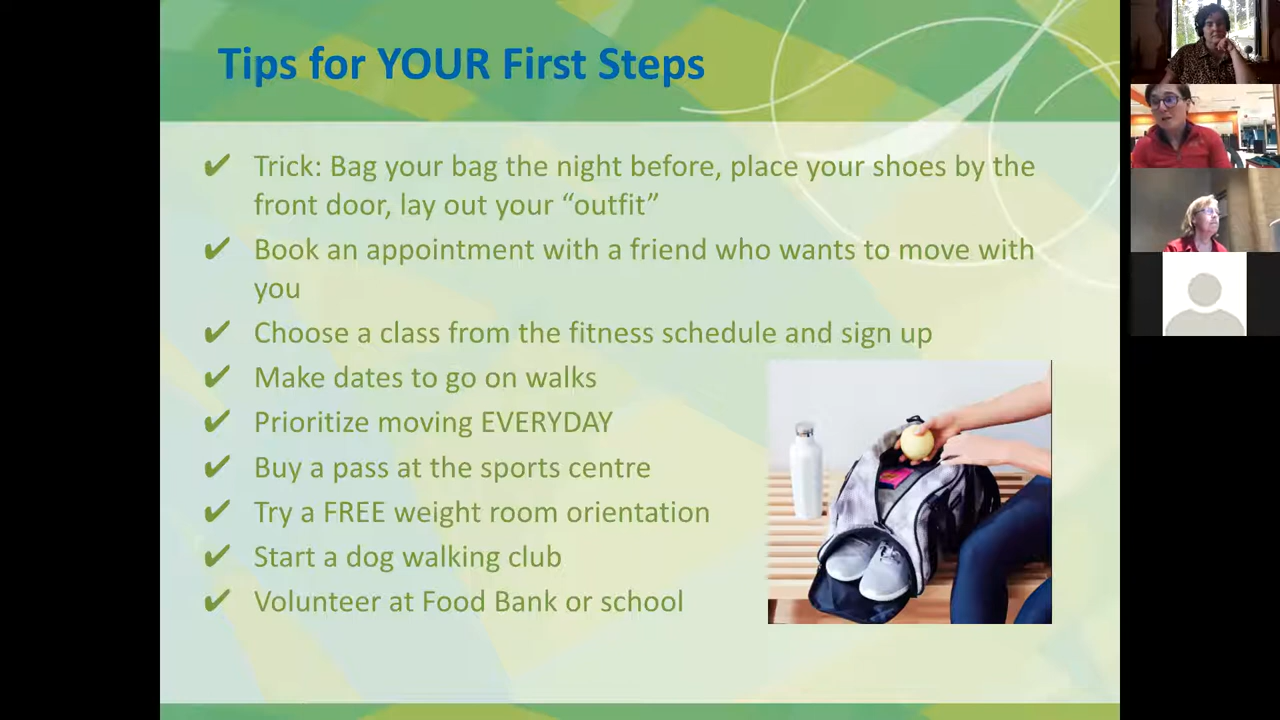 Tips for YOUR First Steps
✔ Trick: Bag your bag the night before, place your shoes by the
front door, lay out your “outfit”
✔ Book an appointment with a friend who wants to move with
you
✔ Choose a class from the fitness schedule and sign up
✔ Make dates to go on walks
✔ Prioritize moving EVERYDAY
✔ Buy a pass at the sports centre
✔ Try a FREE weight room orientation
✔ Start a dog walking club
✔ Volunteer at Food Bank or school